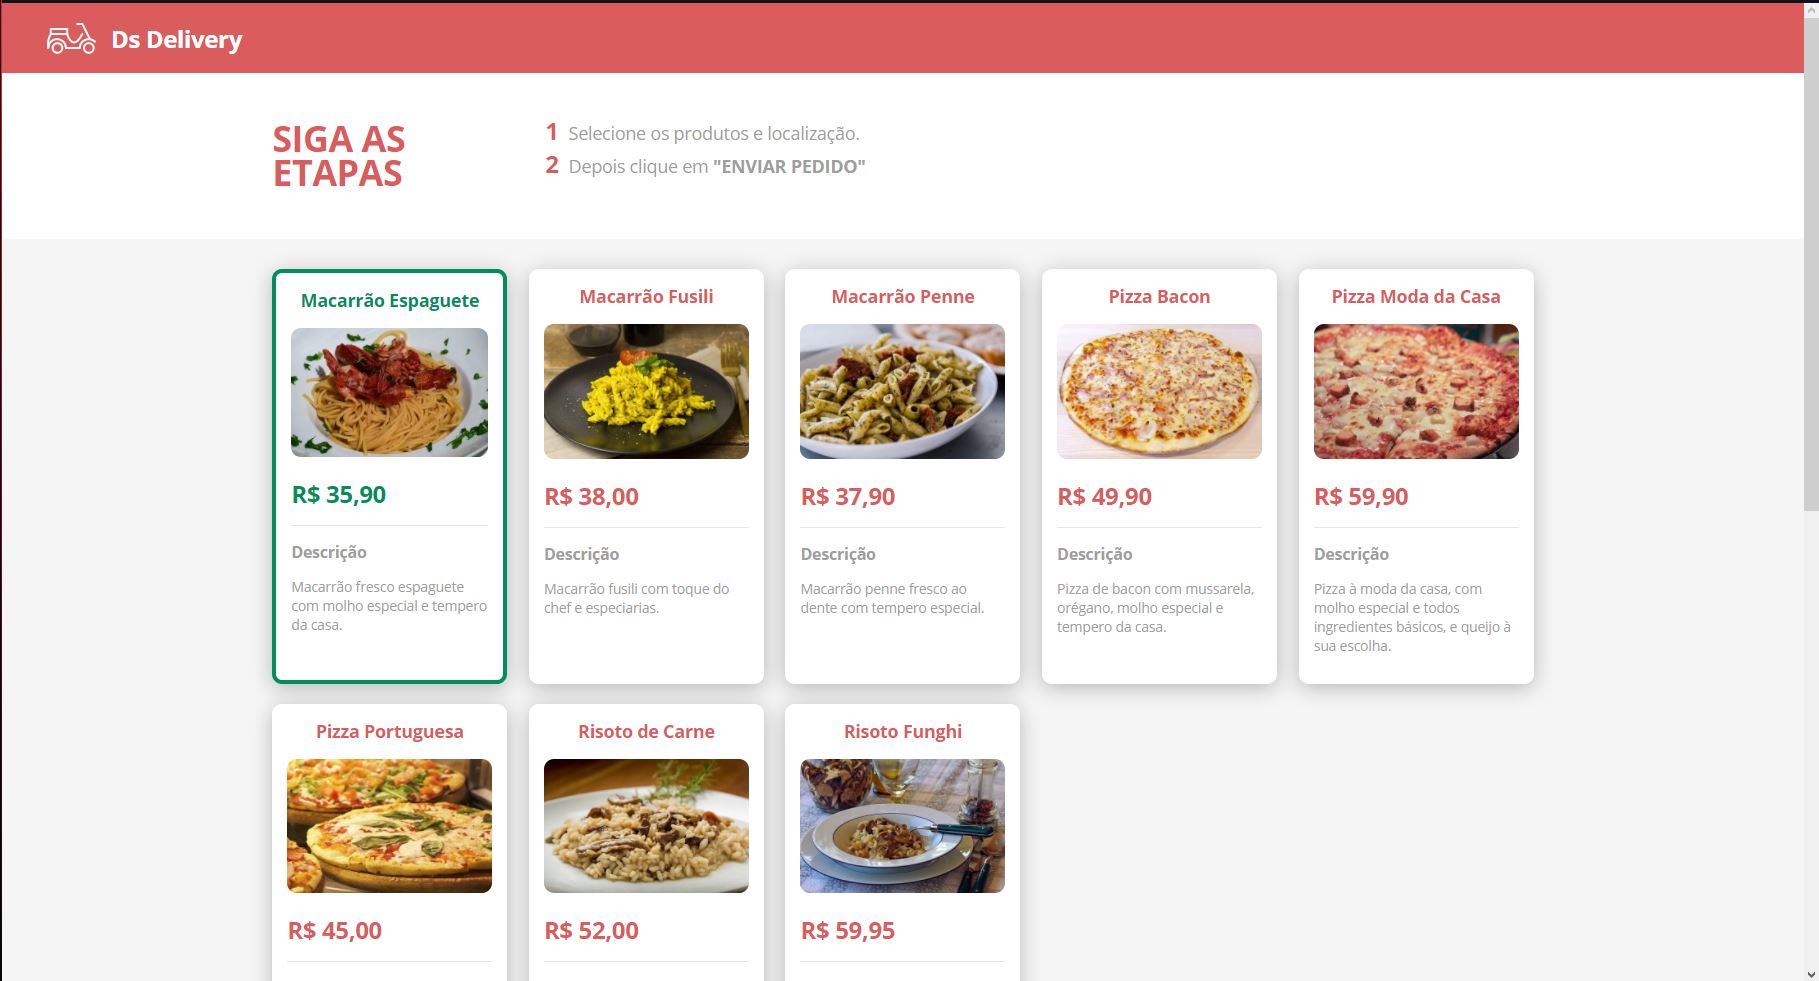 Ds Delivery
SIGA AS
ETAPAS
1 Selecione os produtos e localização.
2 Depois clique em "ENVIAR PEDIDO"
Macarrão Espaguete
R$ 35,90
Descrição
Macarrão fresco espaguete
com molho especial e tempero
da casa.
Macarrão Fusili
R$ 38,00
Descrição
Macarrão fusili com toque do
chef e especiarias.
Macarrão Penne
R$ 37,90
Descrição
Macarrão penne fresco ao
dente com tempero especial.
Pizza Bacon
R$ 49,90
Descrição
Pizza de bacon com mussarela,
orégano, molho especial e
tempero da casa.
Pizza Moda da Casa
R$ 59,90
Descrição
Pizza à moda da casa, com
molho especial e todos
ingredientes básicos, e queijo à
sua escolha.
Pizza Portuguesa
R$ 45,00
Risoto de Carne
R$ 52,00
Risoto Funghi
R$ 59,95